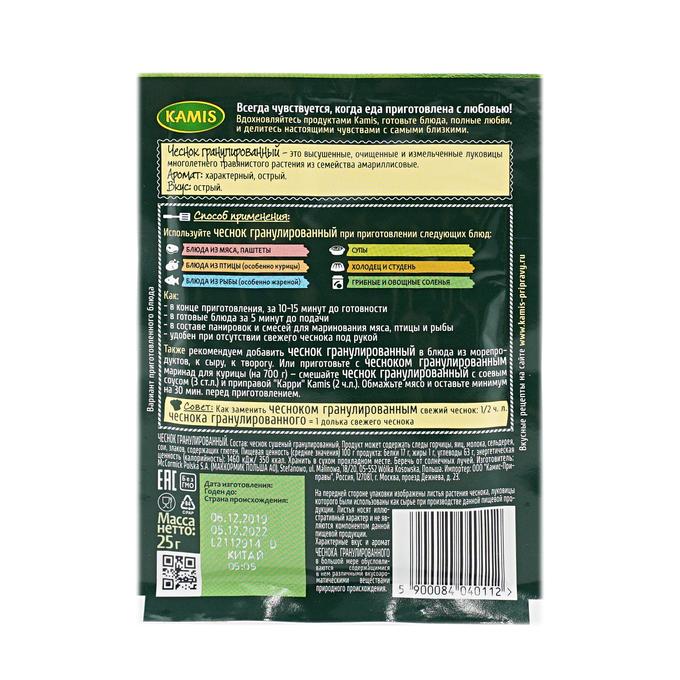 KAMIS
Всегда чувствуется, когда еда приготовлена с любовью!
Вдохновляйтесь продуктами Kamis, готовьте блюда, полные любви,
и делитесь настоящими чувствами с самыми близкими.
Чеснок гранулированный – это высушенные, очищенные и измельченные луковицы
многолетнего травянистого растения из семейства амариллисовые.
Аромат: характерный, острый.
Вкус: острый.
Способ применения:
Используйте чеснок гранулированный при приготовлении следующих блюд:
БЛЮДА ИЗ МЯСА, ПАШТЕТЫ
БЛЮДА ИЗ ПТИЦЫ (особенно курицы)
БЛЮДА ИЗ РЫБЫ (особенно жареной)
СУПЫ
ХОЛОДЕЦ И СТУДЕНЬ
ГРИБНЫЕ И ОВОЩНЫЕ СОЛЕНЬЯ
Как:
- в конце приготовления, за 10-15 минут до готовности
- в готовые блюда за 5 минут до подачи
- в составе панировок и смесей для маринования мяса, птицы и рыбы
- удобен при отсутствии свежего чеснока под рукой
Также рекомендуем добавить чеснок гранулированный в блюда из морепро-
дуктов, к сыру, к творогу. Или приготовьте с чесноком гранулированным
маринад для курицы (на 700 г) – смешайте чеснок гранулированный с соевым
соусом (3 ст.л.) и приправой "Карри" Kamis (2 ч.л.). Обмажьте мясо и оставьте минимум
на 30 мин. перед приготовлением.
Совет: Как заменить чесноком гранулированным свежий чеснок: 1/2 ч. л.
чеснока гранулированного = 1 долька свежего чеснока
Вариант приготовленного блюда
Вкусные рецепты на сайте www.kamis-pripravy.ru
ЧЕСНОК ГРАНУЛИРОВАННЫЙ. Состав: чеснок сушеный гранулированный. Продукт может содержать следы горчицы, яиц, молока, сельдерея,
сои, злаков, содержащих глютен. Пищевая ценность (средние значения) 100 г продукта: белки 17 г, жиры 1 г, углеводы 63 г, энергетическая
ценность (калорийность): 1460 кДж/ 350 ккал. Хранить в сухом прохладном месте. Беречь от солнечных лучей. Изготовитель:
McCormick Polska S.A. (МАККОРМИК ПОЛЬША АО), Stefanowo, ul. Malinowa, 18/20, 05-552 Wólka Kosowska, Польша. Импортер: ООО "Камис-При-
правы", Россия, 127081, г. Москва, проезд Дежнева, д. 23.
EAC
Без
ГМО
Масса
нетто:
25 г
Дата изготовления:
Годен до:
Страна происхождения:
06.12.2019
05.12.2022
L2112914 D
КИТАЙ
05:05
На передней стороне упаковки изображены листья растения чеснока, луковицы
которого были использованы как сырье при производстве данной пищевой про-
дукции. Листья носят иллю-
стративный характер и не яв-
ляются компонентом данной
пищевой продукции.
Характерные вкус и аромат
ЧЕСНОКА ГРАНУЛИРОВАННОГО
в большой мере обусловли-
ваются содержащимися
в нем различными вкусоаро-
матическими веществами
природного происхождения.
5 900084 040112 >